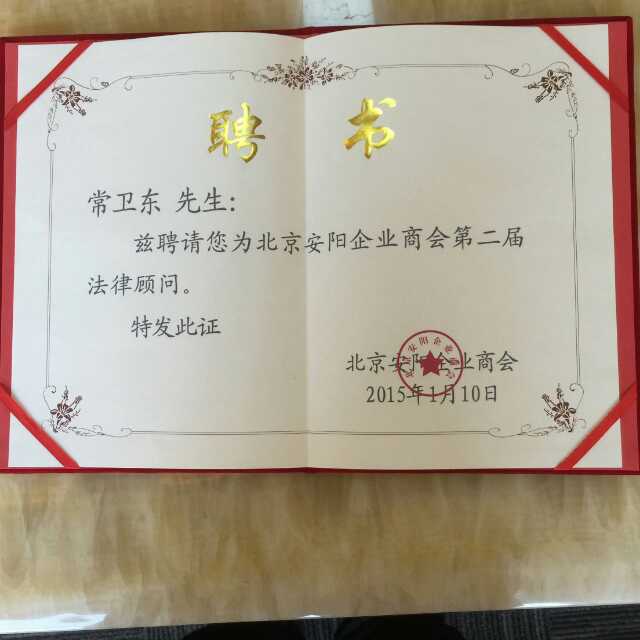 聘书
常卫东 先生：
兹聘请您为北京安阳企业商会第二届
法律顾问。
特发此证
北京安阳企业商会
2015年1月10日